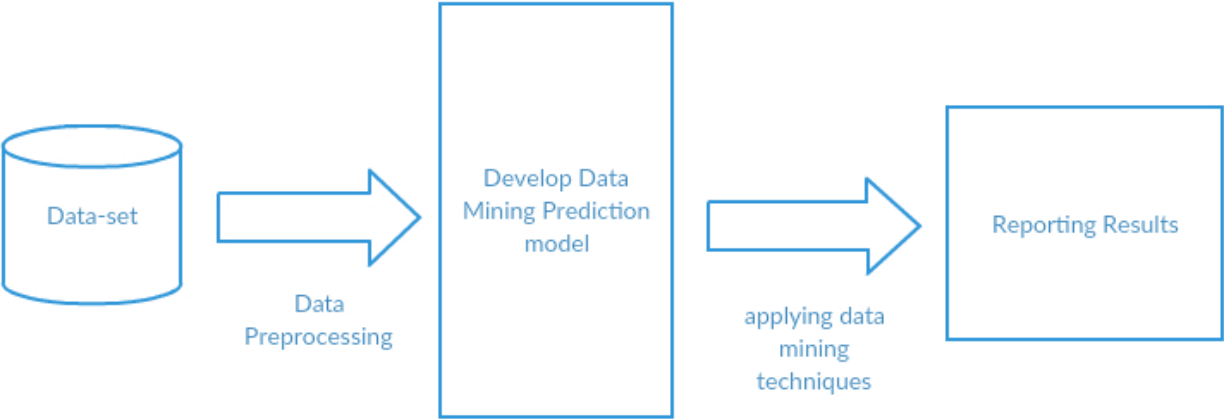 Data-set
Data
Preprocessing
Develop Data
Mining Prediction
model
applying data
mining
techniques
Reporting Results